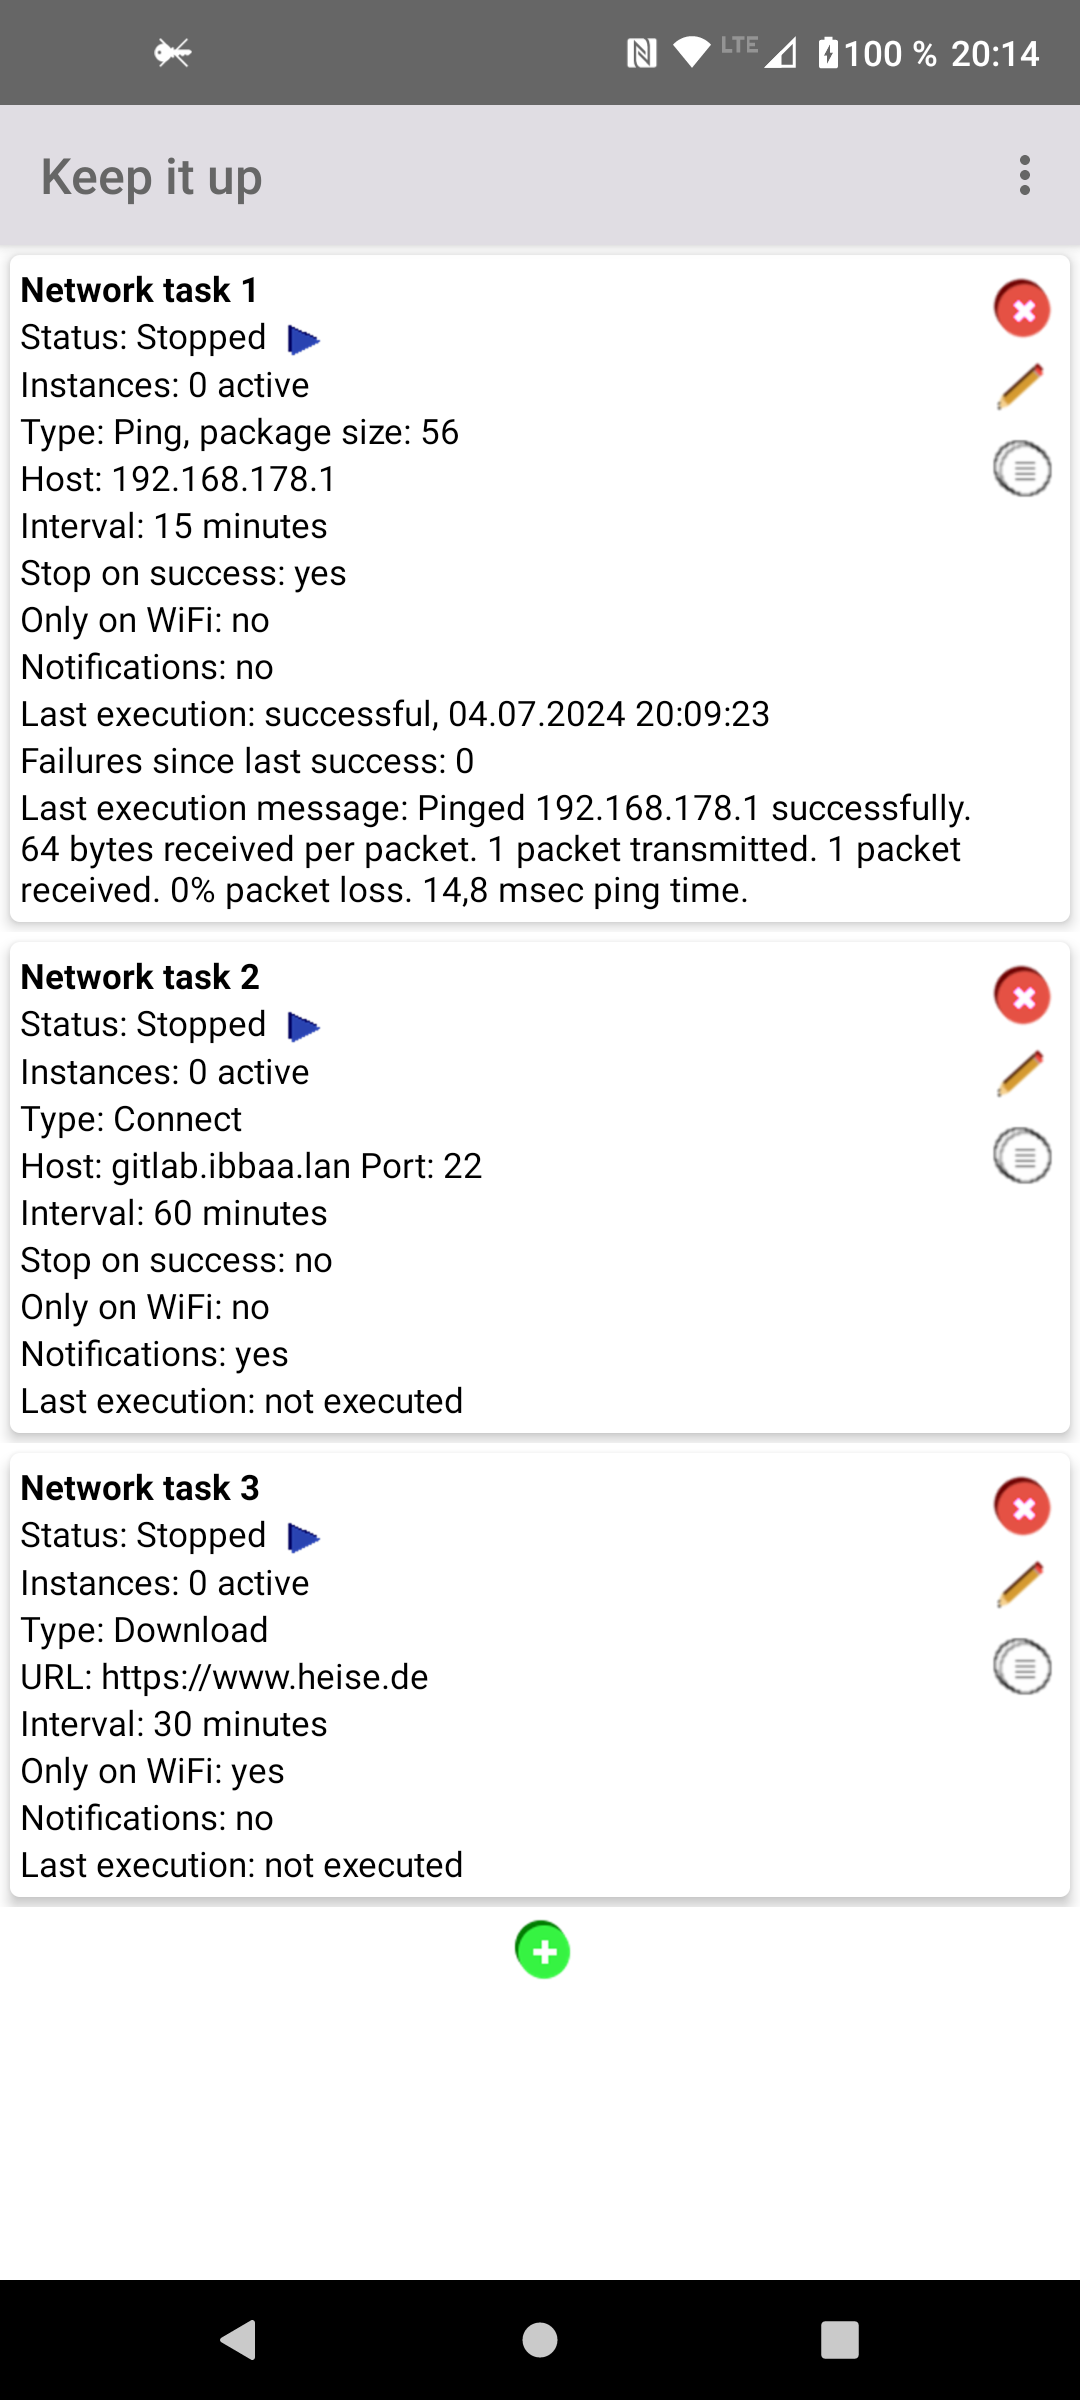 LTE 100 % 20:14
Keep it up
Network task 1
Status: Stopped
Instances: 0 active
Type: Ping, package size: 56
Host: 192.168.178.1
Interval: 15 minutes
Stop on success: yes
Only on WiFi: no
Notifications: no
Last execution: successful, 04.07.2024 20:09:23
Failures since last success: 0
Last execution message: Pinged 192.168.178.1 successfully.
64 bytes received per packet. 1 packet transmitted. 1 packet
received. 0% packet loss. 14,8 msec ping time.
Network task 2
Status: Stopped
Instances: 0 active
Type: Connect
Host: gitlab.ibbaa.lan Port: 22
Interval: 60 minutes
Stop on success: no
Only on WiFi: no
Notifications: yes
Last execution: not executed
Network task 3
Status: Stopped
Instances: 0 active
Type: Download
URL: https://www.heise.de
Interval: 30 minutes
Only on WiFi: yes
Notifications: no
Last execution: not executed